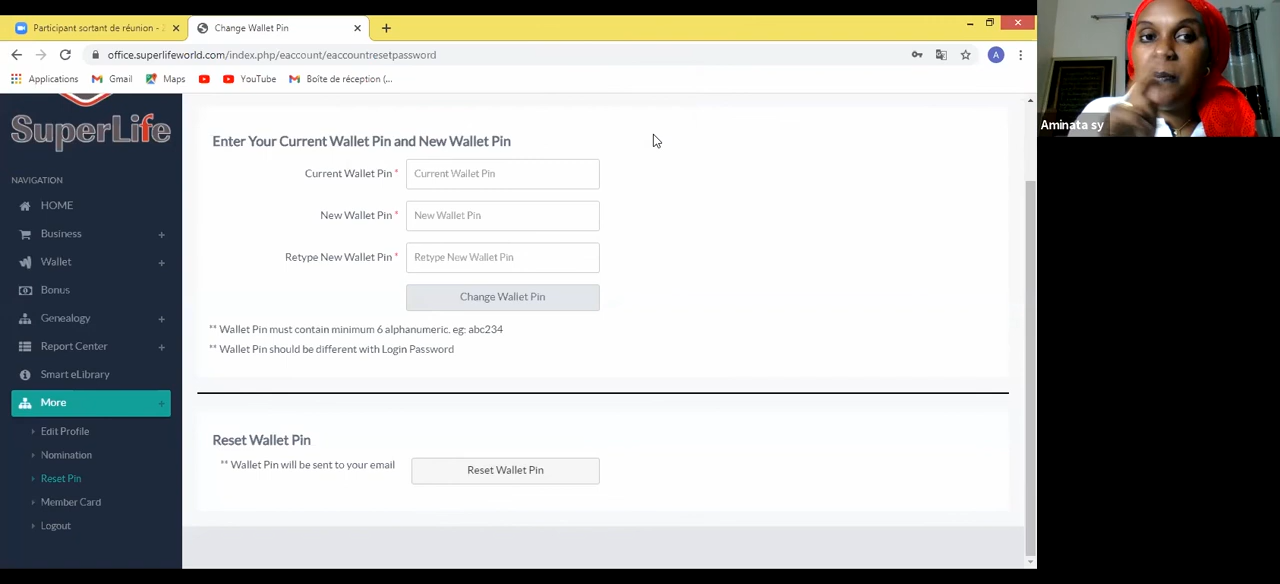 Participant sortant de réunion -
Change Wallet Pin
office.superlifeworld.com/index.php/eaccount/eaccountresetpassword
A
Applications
Gmail
Maps
YouTube
Boîte de réception (...
Aminata sy
SuperLife
NAVIGATION
HOME
Business +
Wallet +
Bonus
Genealogy +
Report Center +
Smart eLibrary
More +
Edit Profile
Nomination
Reset Pin
Member Card
Logout
Enter Your Current Wallet Pin and New Wallet Pin
Current Wallet Pin * Current Wallet Pin
New Wallet Pin * New Wallet Pin
Retype New Wallet Pin * Retype New Wallet Pin
Change Wallet Pin
** Wallet Pin must contain minimum 6 alphanumeric. eg: abc234
** Wallet Pin should be different with Login Password
Reset Wallet Pin
** Wallet Pin will be sent to your email
Reset Wallet Pin